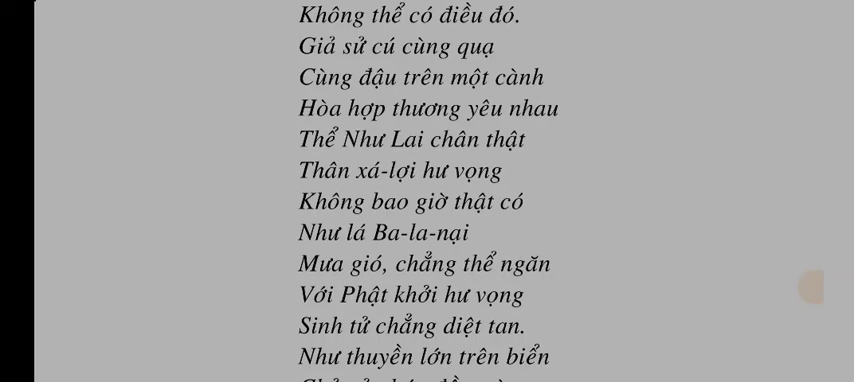 Không thể có điều đó.
Giả sử cú cùng quạ
Cùng đậu trên một cành
Hòa hợp thương yêu nhau
Thể Như Lai chân thật
Thân xá-lợi hư vọng
Không bao giờ thật có
Như lá Ba-la-nại
Mưa gió, chẳng thể ngăn
Với Phật khởi hư vọng
Sinh tử chẳng diệt tan.
Như thuyền lớn trên biển